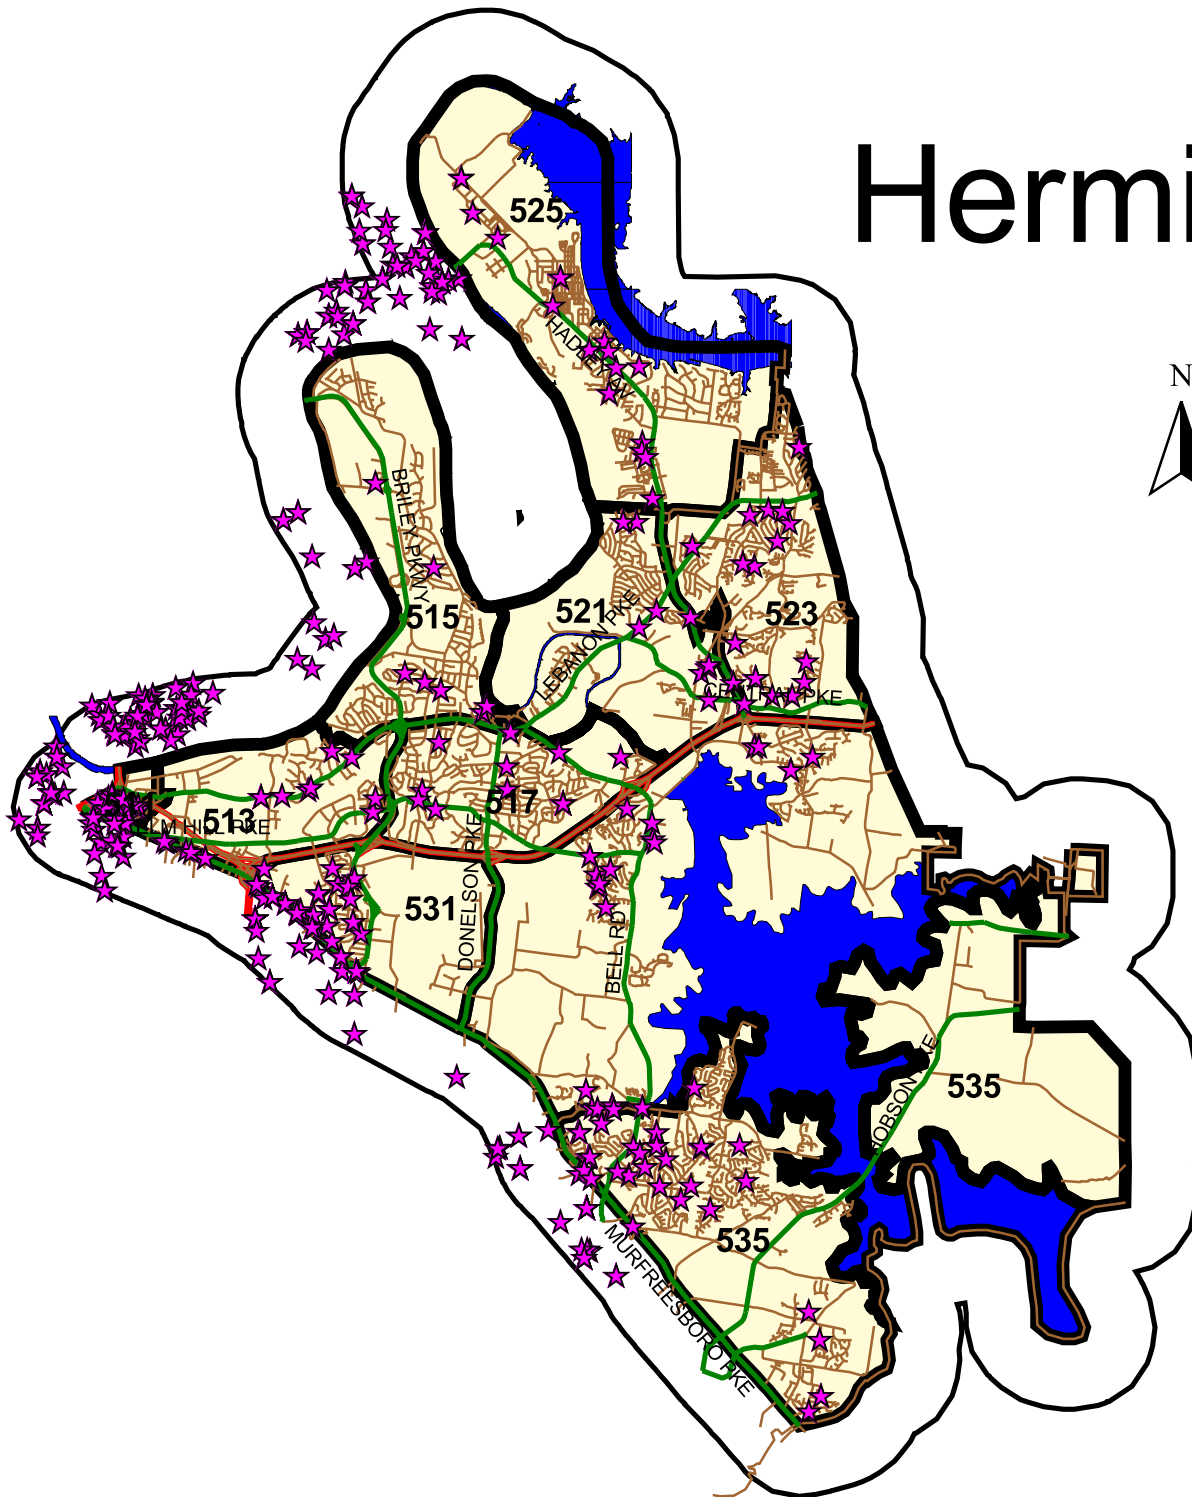 Hermi
N
525
HADLEY AV
BRILEY PKWY
515
521
523
LEBANON PKE
CENTRAL PKE
517
513
ELM HILL PKE
531
DONELSON PKE
BELL RD
HOBSON PKE
535
535
MURFREESBORO PKE